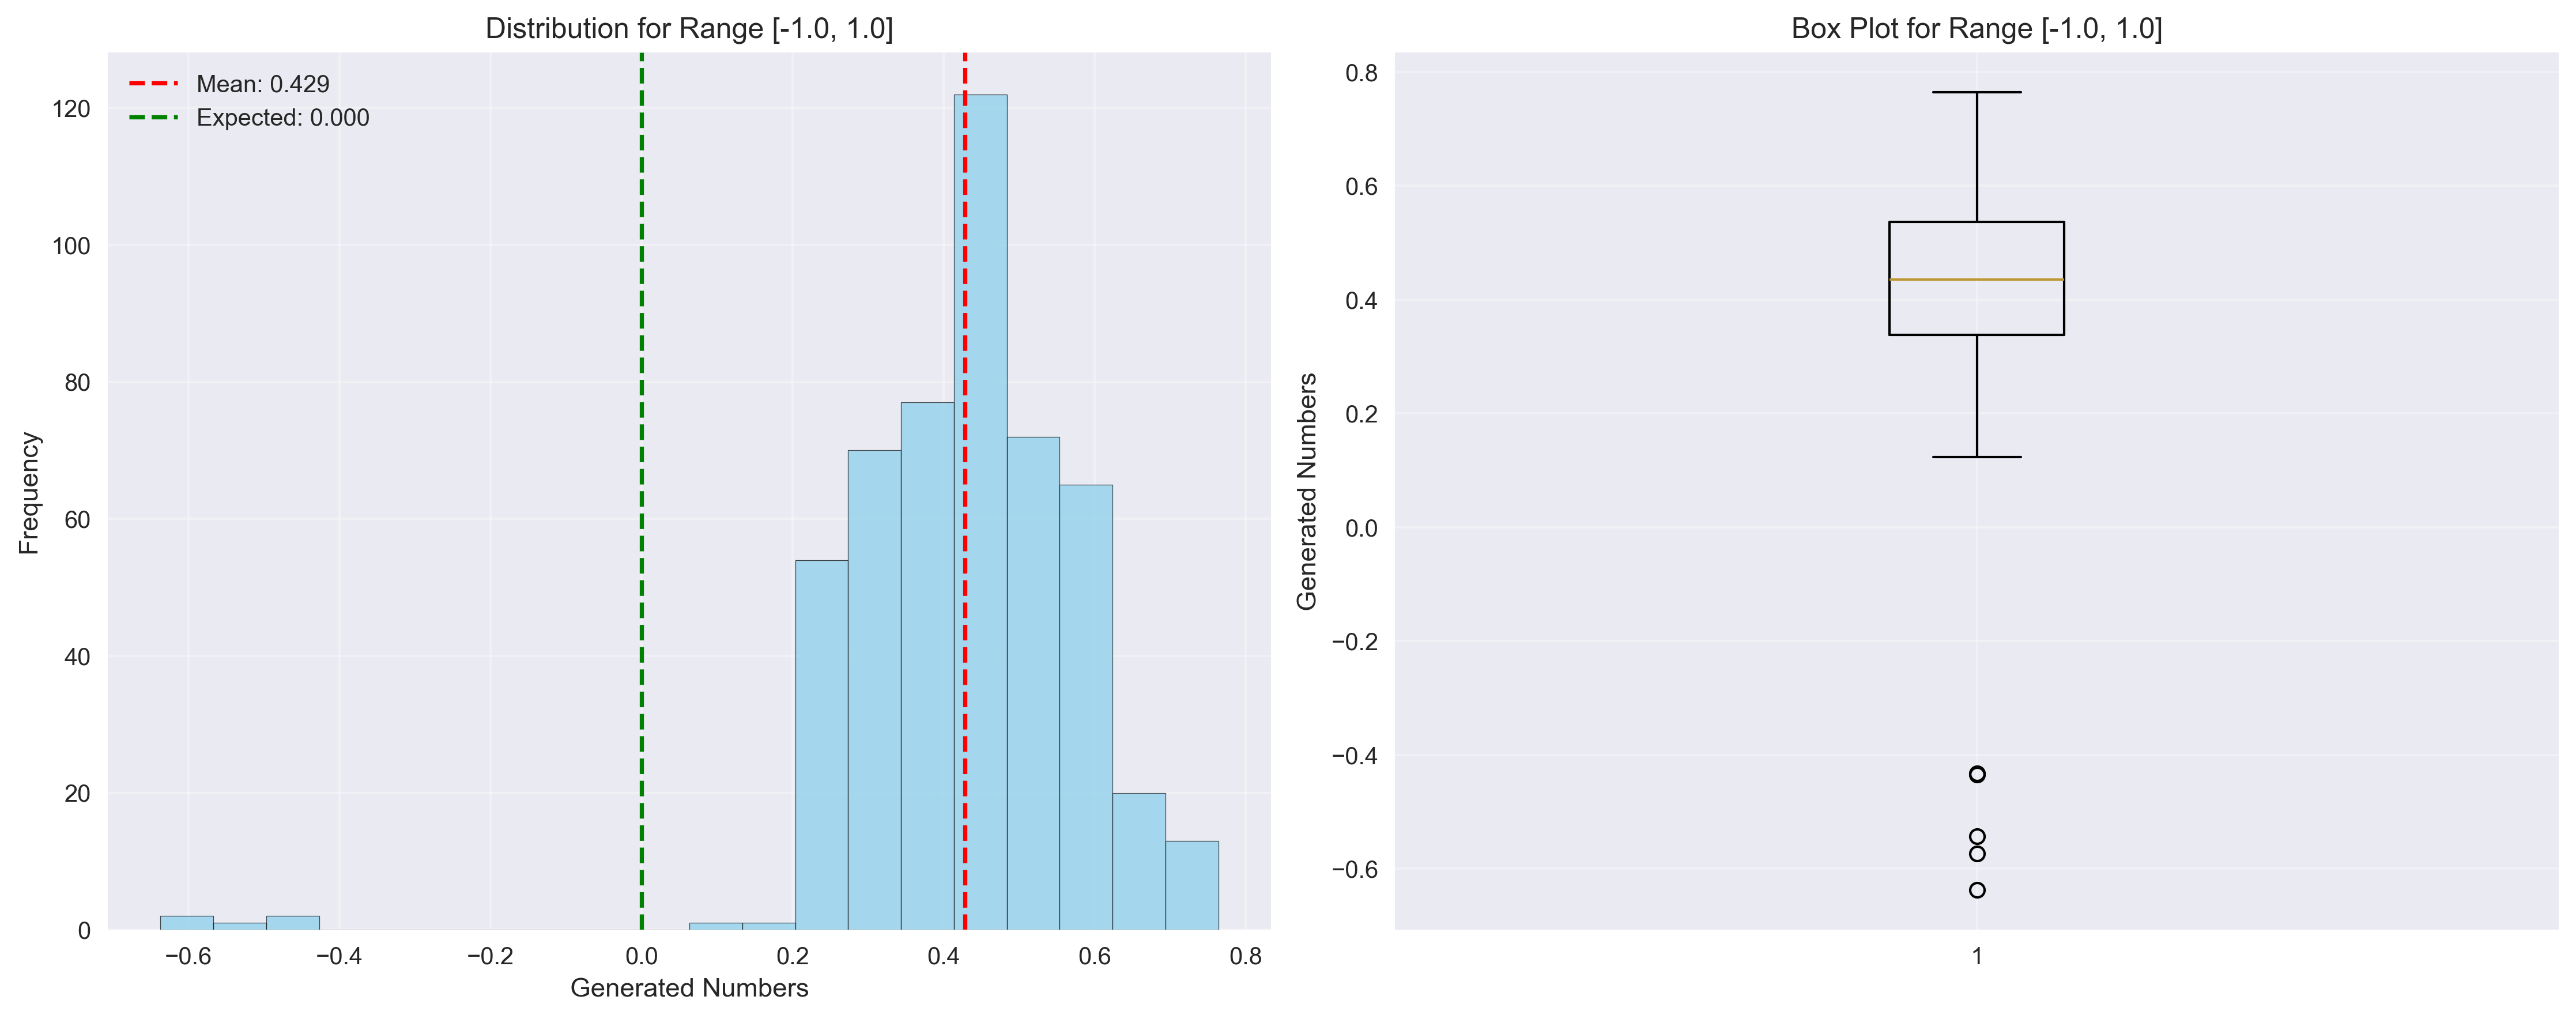 Distribution for Range [-1.0, 1.0]
Mean: 0.429
Expected: 0.000
120
100
80
60
40
20
0
Frequency
−0.6 −0.4 −0.2 0.0 0.2 0.4 0.6 0.8
Generated Numbers
Box Plot for Range [-1.0, 1.0]
0.8
0.6
0.4
0.2
0.0
−0.2
−0.4
−0.6
Generated Numbers
1